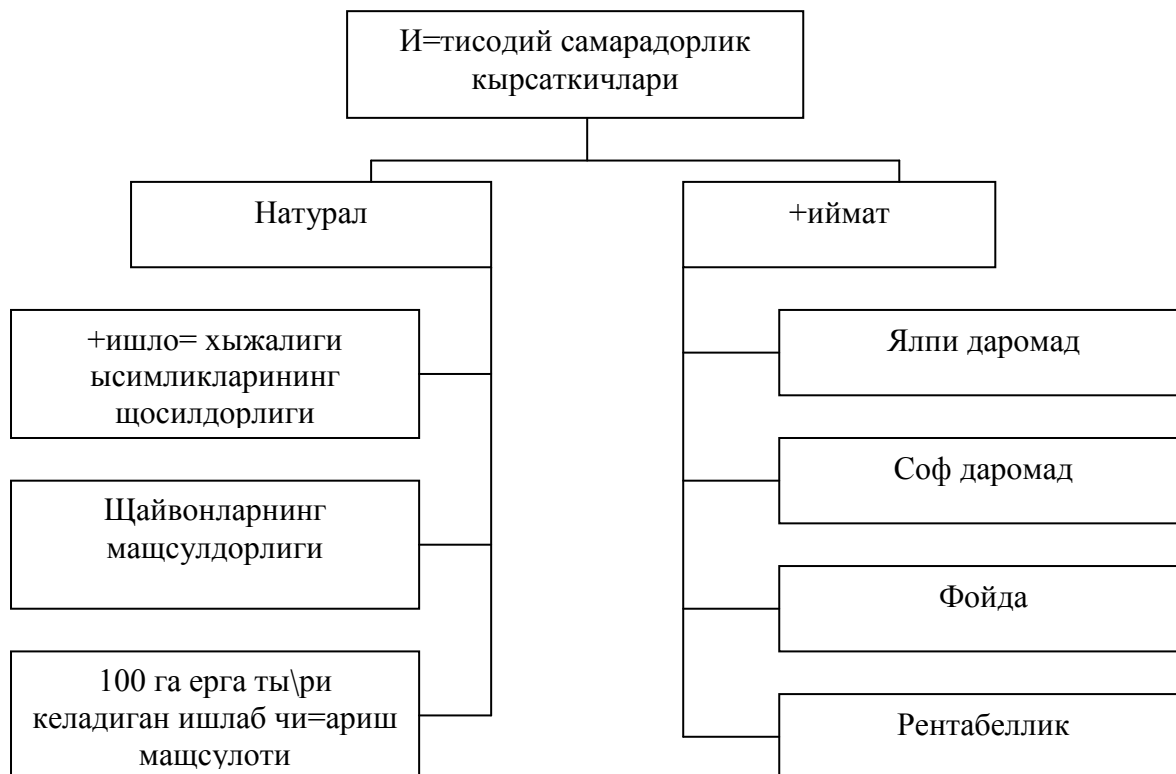 И=тисодий самарадорлик
кырсаткичлари
Натурал
+иймат
+ишло= хыжалиги
ысимликларининг
щосилдорлиги
Ялпи даромад
Соф даромад
Щайвонларнинг
мащсулдорлиги
Фойда
100 га ерга ты\ри
келадиган ишлаб чи=ариш
мащсулоти
Рентабеллик